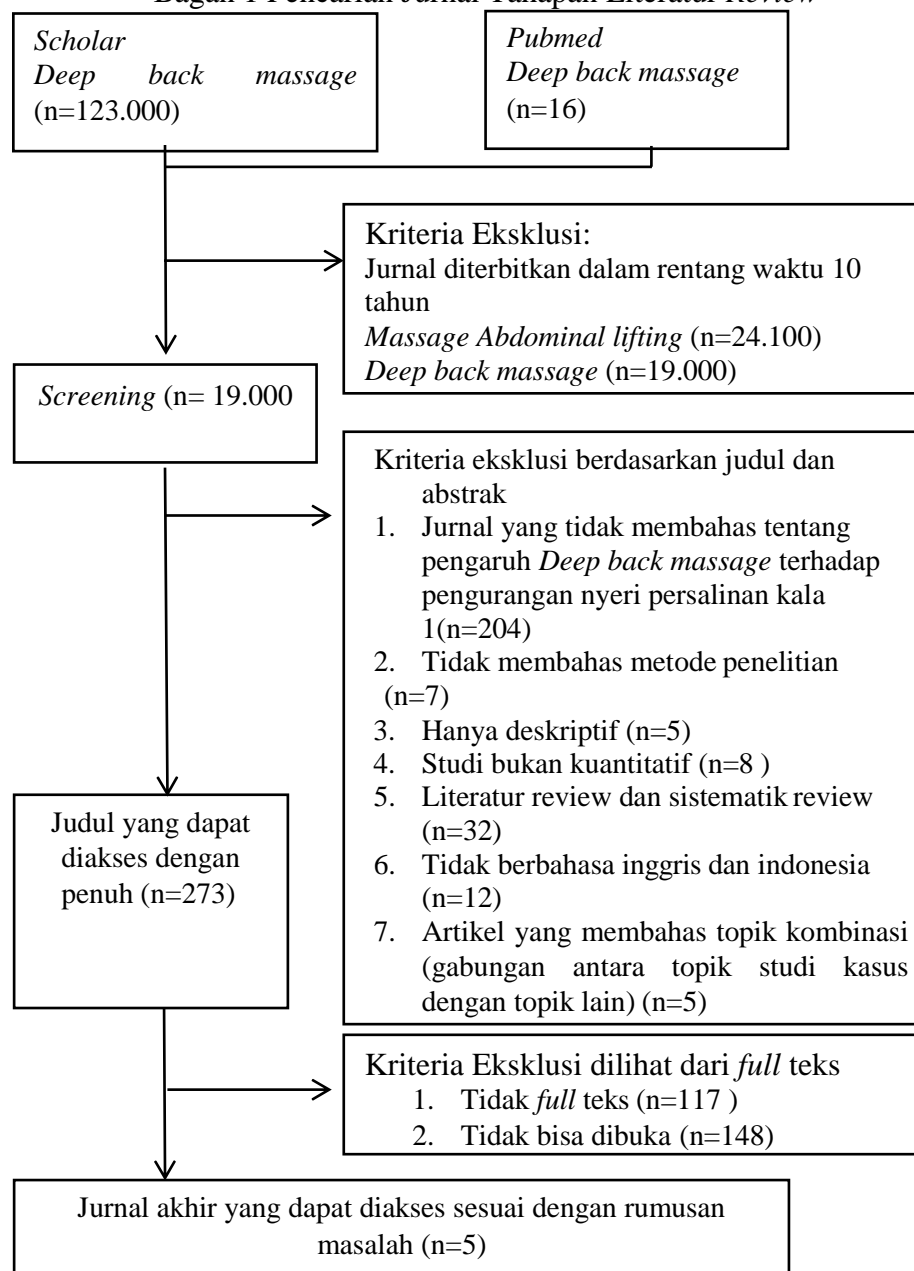 Bagan 1 Pencarian Jurnal Tahapan Literatur Review
Scholar
Deep back massage
(n=123.000)
Pubmed
Deep back massage
(n=16)
Kriteria Eksklusi:
Jurnal diterbitkan dalam rentang waktu 10
tahun
Massage Abdominal lifting (n=24.100)
Deep back massage (n=19.000)
Screening (n= 19.000
Kriteria eksklusi berdasarkan judul dan
abstrak
1. Jurnal yang tidak membahas tentang
pengaruh Deep back massage terhadap
pengurangan nyeri persalinan kala
1(n=204)
2. Tidak membahas metode penelitian
(n=7)
3. Hanya deskriptif (n=5)
4. Studi bukan kuantitatif (n=8 )
5. Literatur review dan sistematik review
(n=32)
6. Tidak berbahasa inggris dan indonesia
(n=12)
7. Artikel yang membahas topik kombinasi
(gabungan antara topik studi kasus
dengan topik lain) (n=5)
Judul yang dapat
diakses dengan
penuh (n=273)
Kriteria Eksklusi dilihat dari full teks
1. Tidak full teks (n=117 )
2. Tidak bisa dibuka (n=148)
Jurnal akhir yang dapat diakses sesuai dengan rumusan
masalah (n=5)